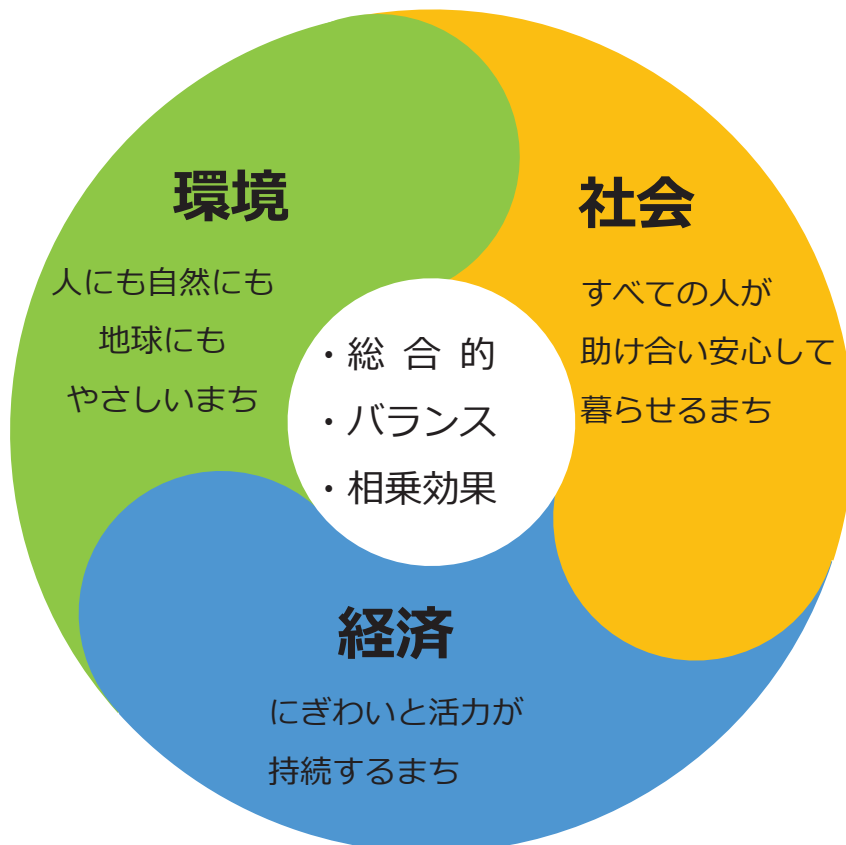 環境
人にも自然にも
地球にも
やさしいまち
社会
すべての人が
助け合い安心して
暮らせるまち
・総 合 的
・バランス
・相乗効果
経済
にぎわいと活力が
持続するまち